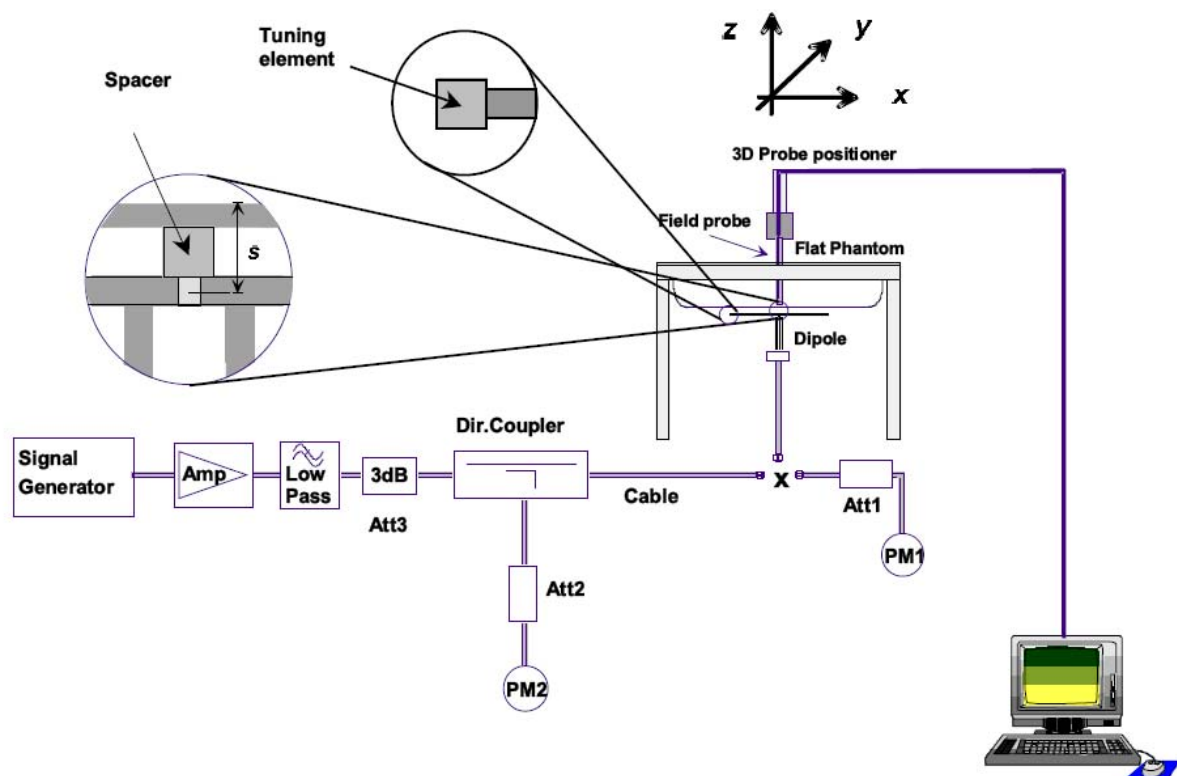 Tuning
element
Spacer
s
z
y
x
3D Probe positioner
Field probe
Flat Phantom
Dipole
Dir.Coupler
Signal
Generator
Amp
Low
Pass
3dB
Att3
Cable
x
Att1
PM1
Att2
PM2